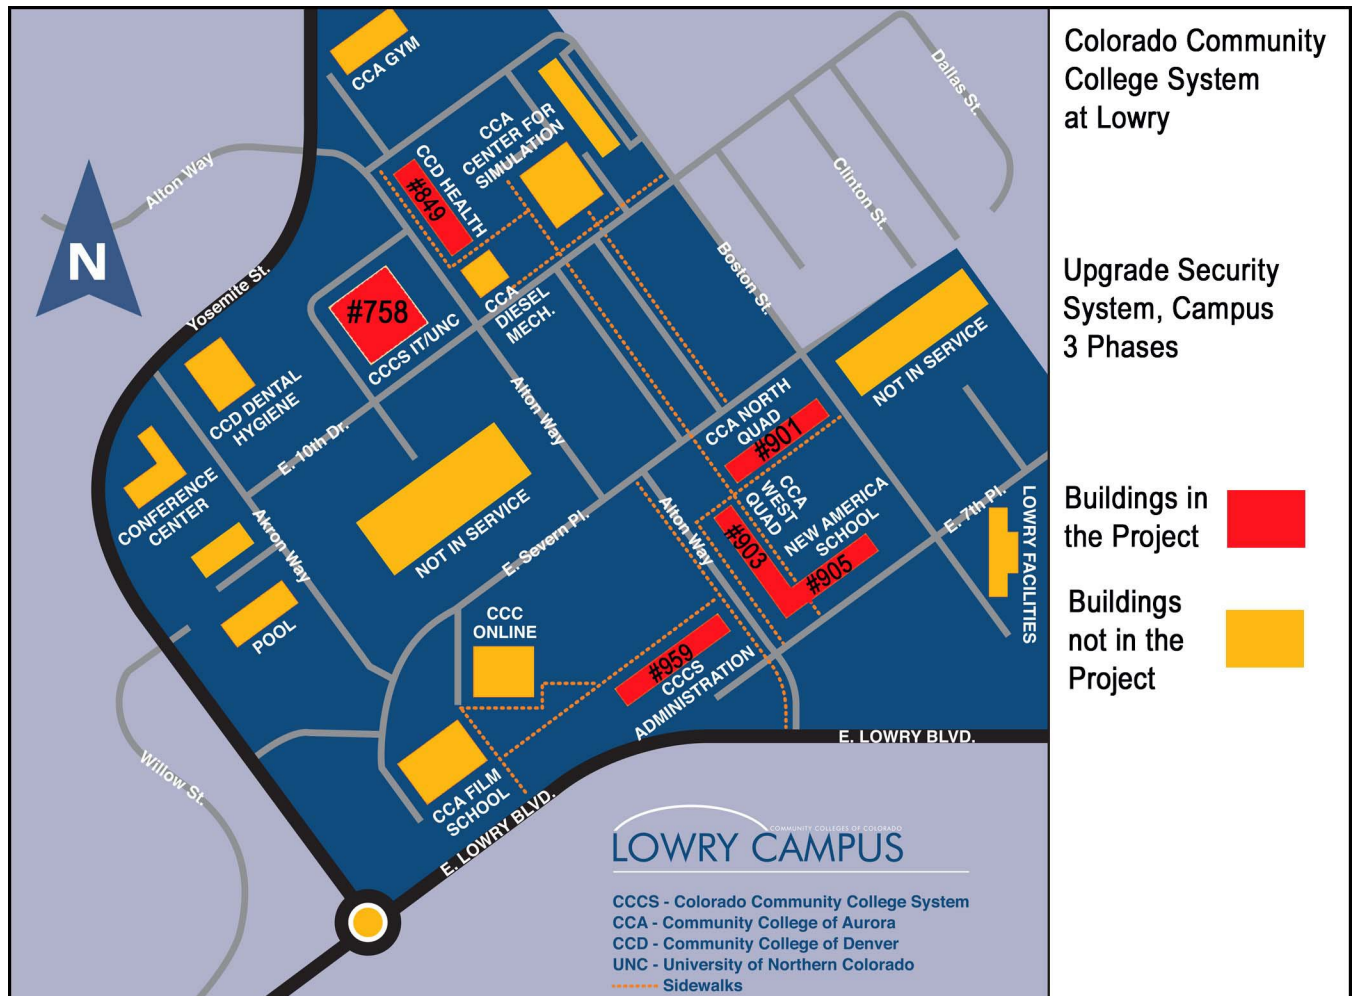 Colorado Community
College System
at Lowry
Upgrade Security
System, Campus
3 Phases
Buildings in
the Project
Buildings
not in the
Project
CCA GYM
Dallas St.
CCA
CENTER FOR
SIMULATION
CCD HEALTH
#849
Alton Way
Clinton St.
N
Boston St.
Yosemite St.
#758
CCCS IT/UNC
CCA
DIESEL
MECH.
NOT IN SERVICE
CCD DENTAL
HYGIENE
Alton Way
CCA NORTH
QUAD
#901
E. 10th Dr.
CONFERENCE
CENTER
Akron Way
NOT IN SERVICE
CCA
WEST
QUAD
#903
NEW AMERICA
SCHOOL
#905
Alton Way
E. 7th Pl.
LOWRY FACILITIES
E. Severn Pl.
POOL
CCC
ONLINE
#959
CCCS
ADMINISTRATION
Willow St.
E. LOWRY BLVD.
CCA FILM
SCHOOL
E. LOWRY BLVD.
COMMUNITY COLLEGES OF COLORADO
LOWRY CAMPUS
CCCS - Colorado Community College System
CCA - Community College of Aurora
CCD - Community College of Denver
UNC - University of Northern Colorado
Sidewalks